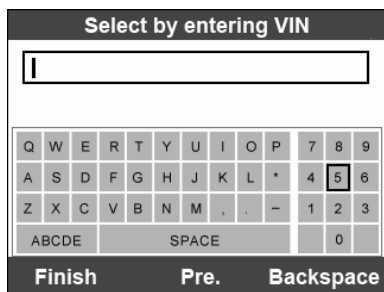 Select by entering VIN
Q W E R T Y U I O P 7 8 9
A S D F G H J K L * 4 5 6
Z X C V B N M , . - 1 2 3
ABCDE SPACE 0
Finish Pre. Backspace